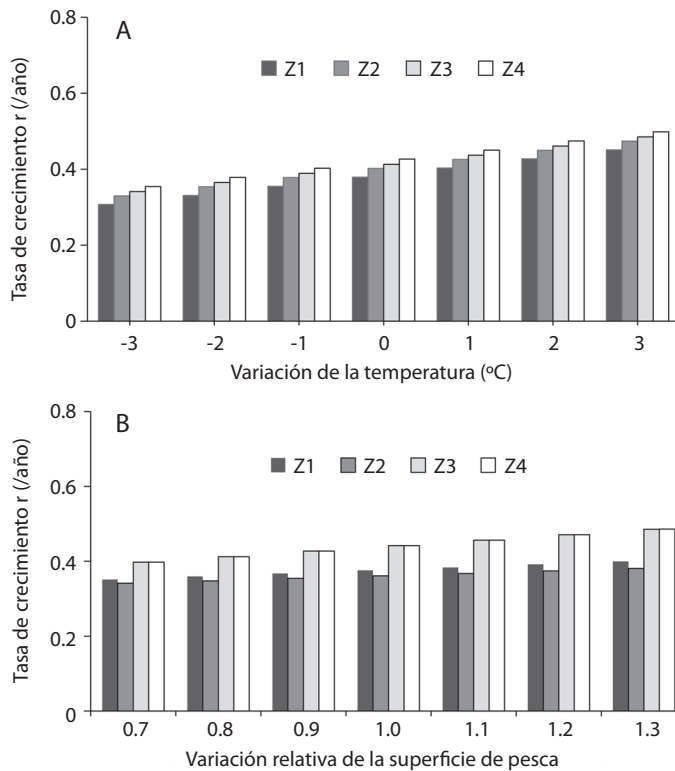 A
Z1 Z2 Z3 Z4
Tasa de crecimiento r (/año)
0.8
0.6
0.4
0.2
0
-3 -2 -1 0 1 2 3
Variación de la temperatura (ºC)
B
Z1 Z2 Z3 Z4
Tasa de crecimiento r (/año)
0.8
0.6
0.4
0.2
0
0.7 0.8 0.9 1.0 1.1 1.2 1.3
Variación relativa de la superficie de pesca